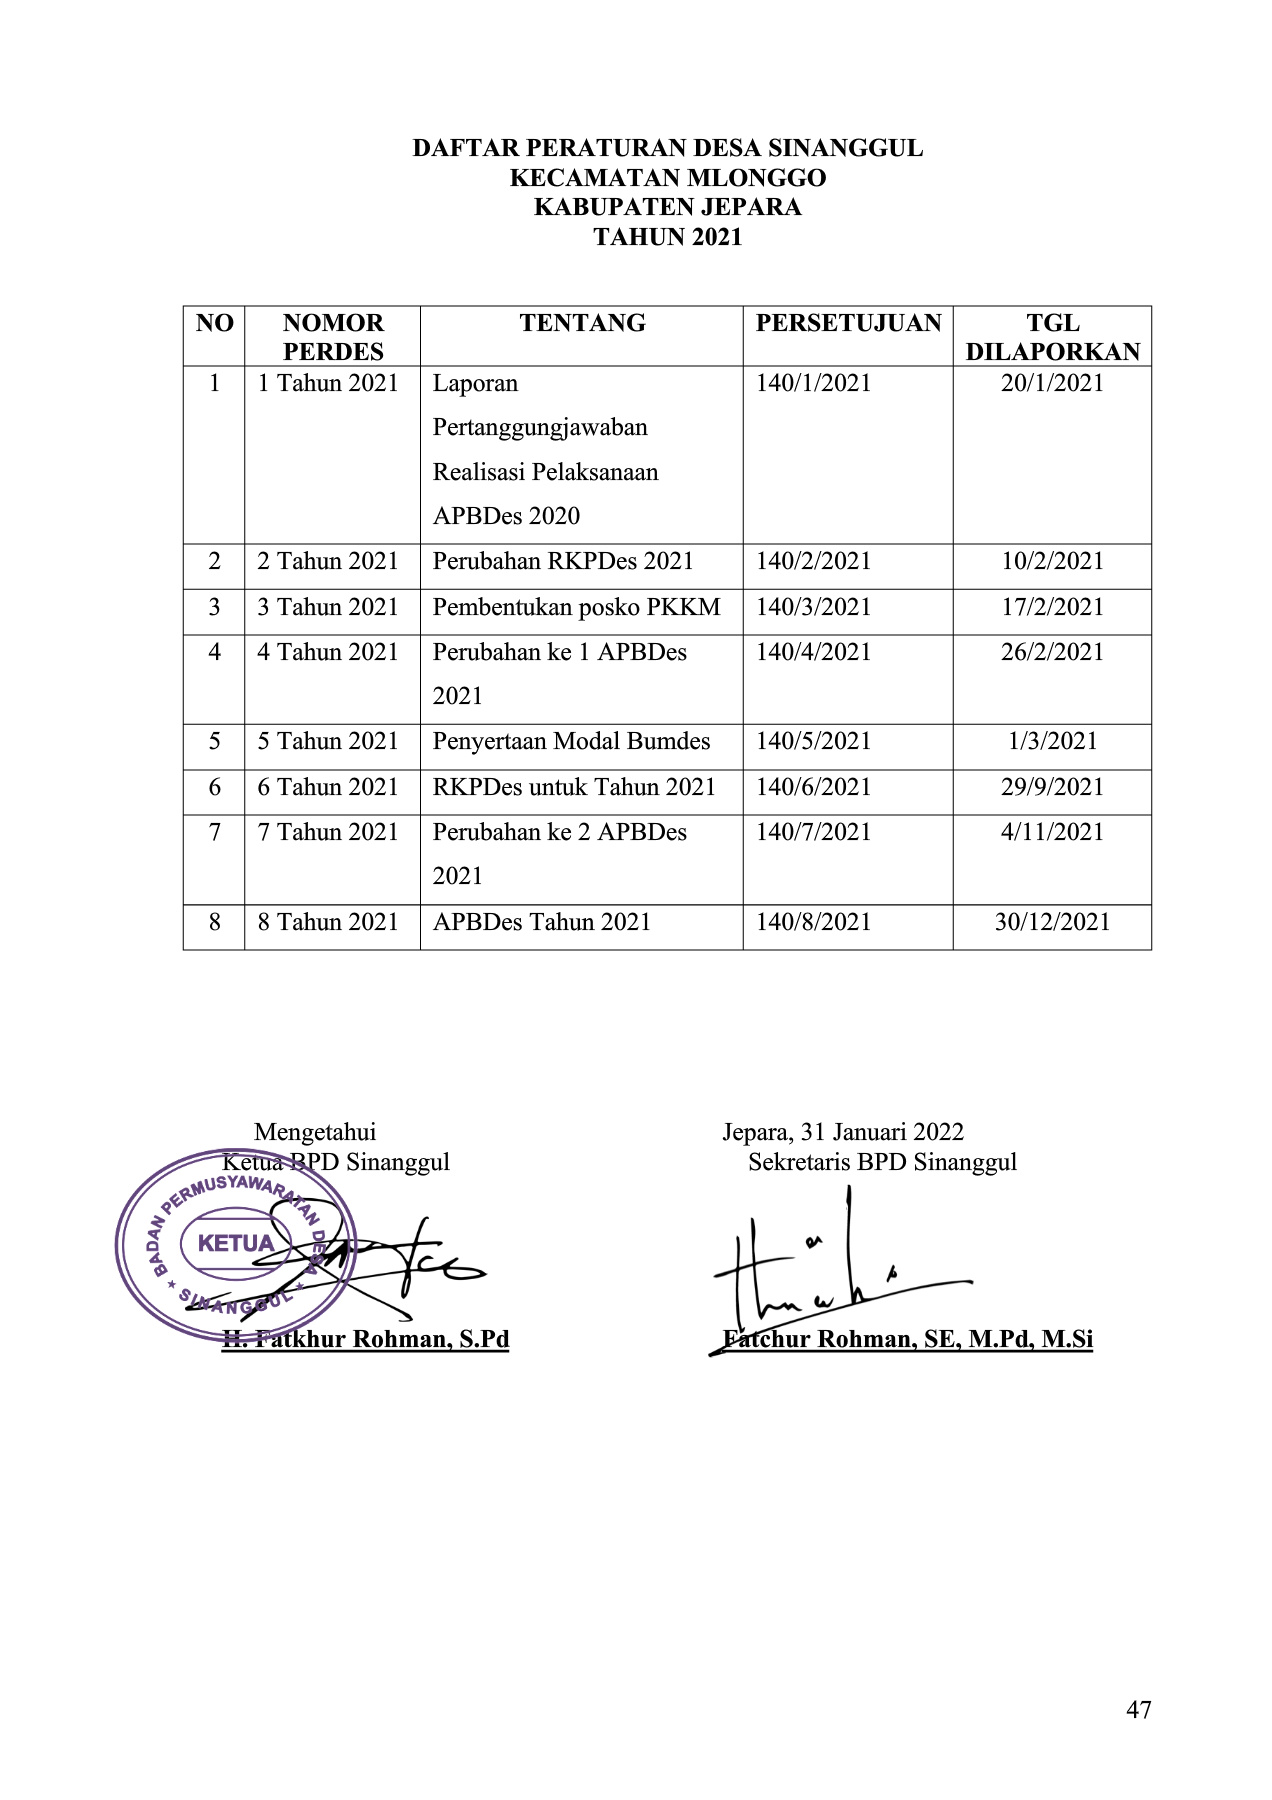 DAFTAR PERATURAN DESA SINANGGUL
KECAMATAN MLONGGO
KABUPATEN JEPARA
TAHUN 2021
NO NOMOR PERDES TENTANG PERSETUJUAN TGL DILAPORKAN
1 1 Tahun 2021 Laporan 140/1/2021 20/1/2021
Pertanggungjawaban
Realisasi Pelaksanaan
APBDes 2020
2 2 Tahun 2021 Perubahan RKPDes 2021 140/2/2021 10/2/2021
3 3 Tahun 2021 Pembentukan posko PKKM 140/3/2021 17/2/2021
4 4 Tahun 2021 Perubahan ke 1 APBDes 140/4/2021 26/2/2021
2021
5 5 Tahun 2021 Penyertaan Modal Bumdes 140/5/2021 1/3/2021
6 6 Tahun 2021 RKPDes untuk Tahun 2021 140/6/2021 29/9/2021
7 7 Tahun 2021 Perubahan ke 2 APBDes 140/7/2021 4/11/2021
2021
8 8 Tahun 2021 APBDes Tahun 2021 140/8/2021 30/12/2021
Mengetahui Jepara, 31 Januari 2022
Ketua BPD Sinanggul Sekretaris BPD Sinanggul
BADAN PERMUSYAWARATAN DESA
KETUA
SINANGGUL
H. Fatkhur Rohman, S.Pd Fatchur Rohman, SE, M.Pd, M.Si
47